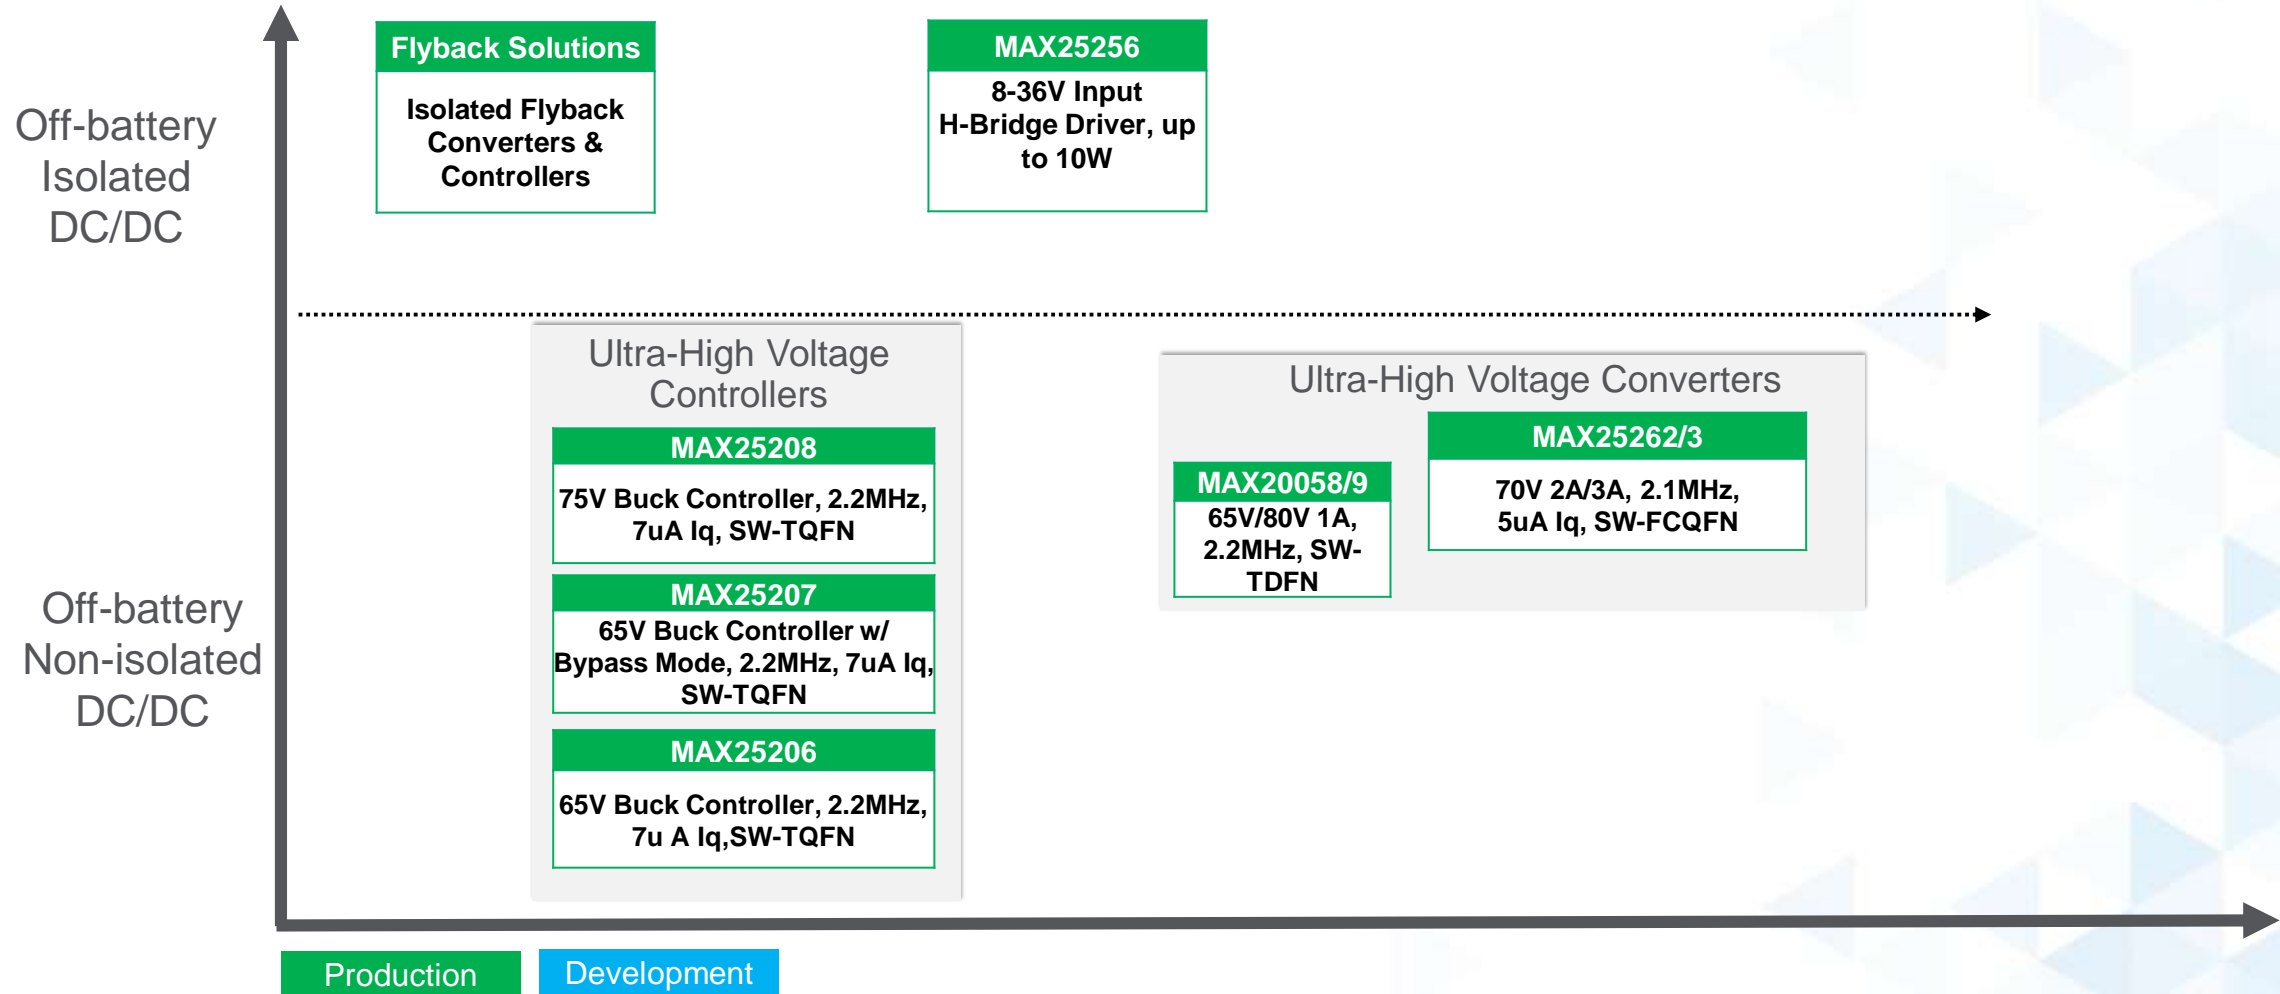 Off-battery
Isolated
DC/DC
Flyback Solutions
Isolated Flyback
Converters &
Controllers
MAX25256
8-36V Input
H-Bridge Driver, up
to 10W
Off-battery
Non-isolated
DC/DC
Ultra-High Voltage
Controllers
MAX25208
75V Buck Controller, 2.2MHz,
7uA Iq, SW-TQFN
MAX25207
65V Buck Controller w/
Bypass Mode, 2.2MHz, 7uA Iq,
SW-TQFN
MAX25206
65V Buck Controller, 2.2MHz,
7u A Iq,SW-TQFN
Ultra-High Voltage Converters
MAX20058/9
65V/80V 1A,
2.2MHz, SW-
TDFN
MAX25262/3
70V 2A/3A, 2.1MHz,
5uA Iq, SW-FCQFN
Production
Development